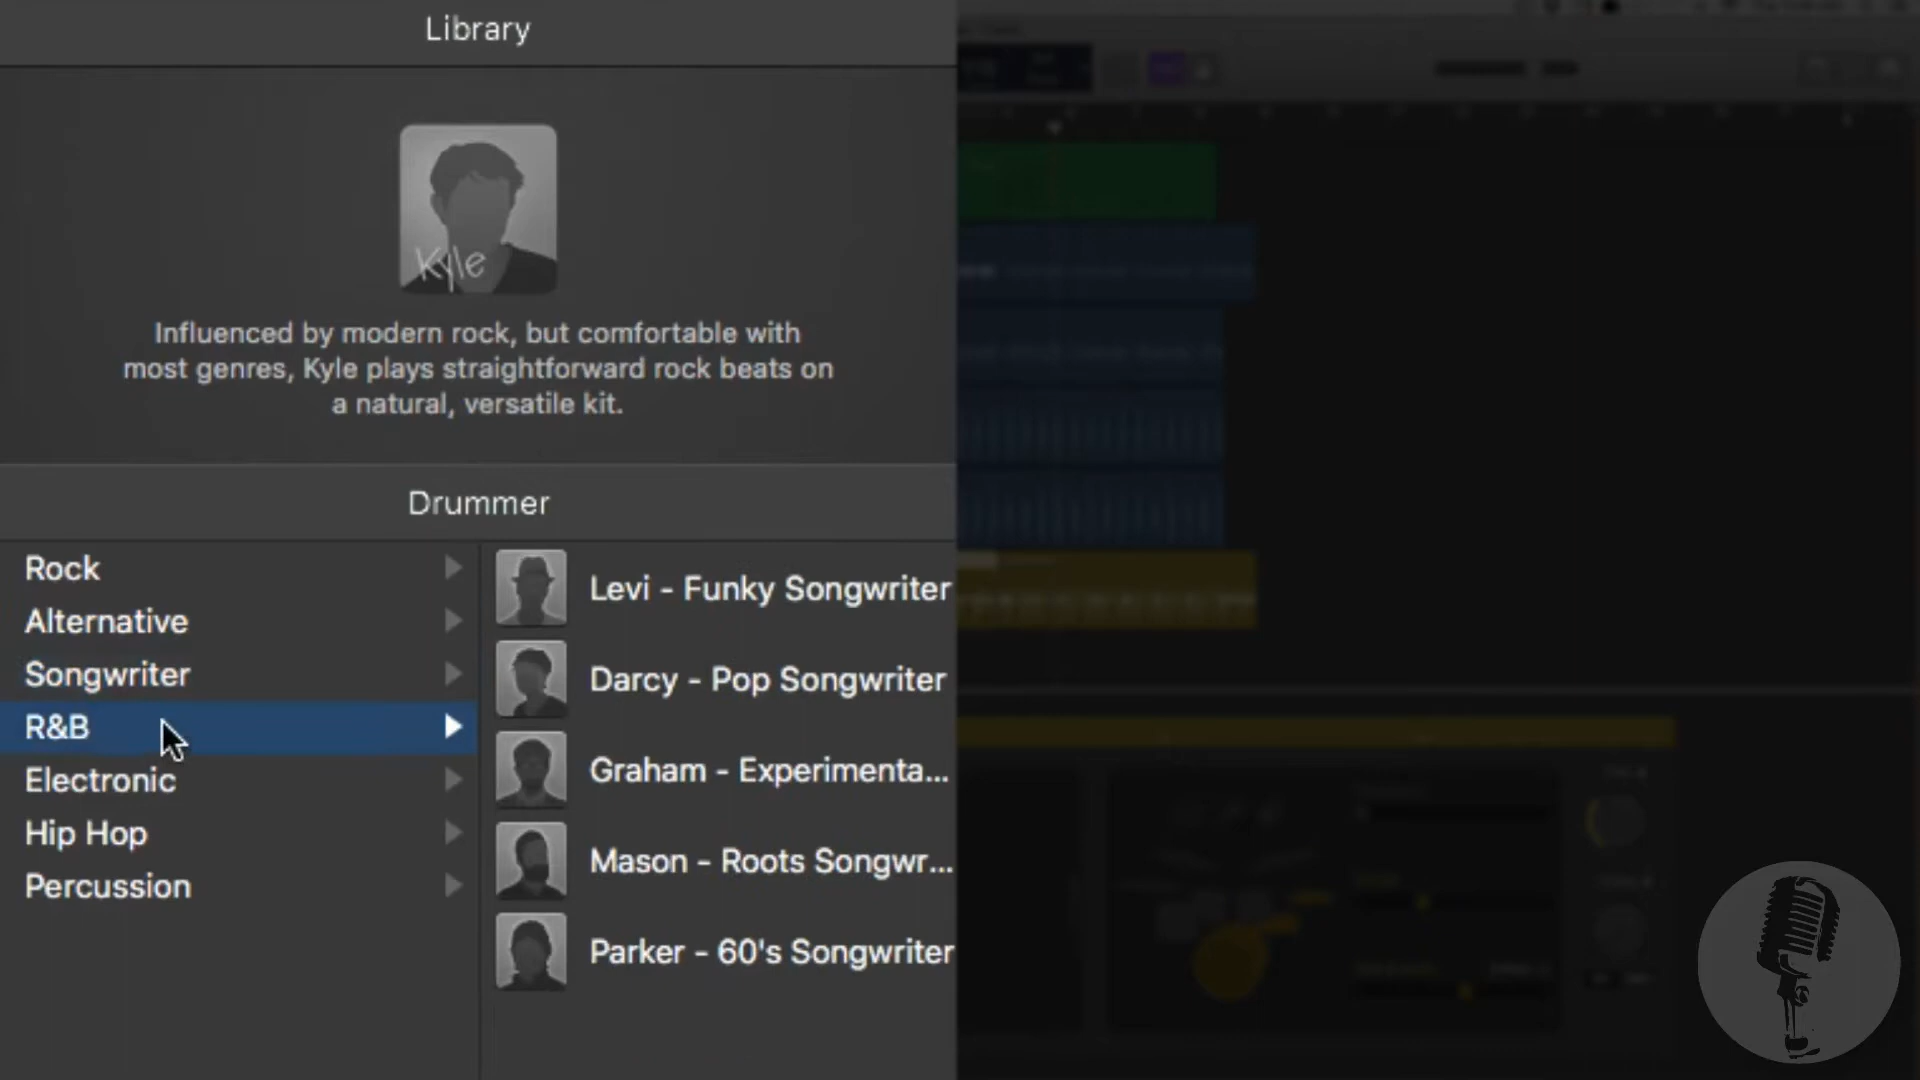 Library
Kyle
Influenced by modern rock, but comfortable with
most genres, Kyle plays straightforward rock beats on
a natural, versatile kit.
Drummer
Rock
Alternative
Songwriter
R&B
Electronic
Hip Hop
Percussion
Levi - Funky Songwriter
Darcy - Pop Songwriter
Graham - Experimenta...
Mason - Roots Songwr...
Parker - 60's Songwriter